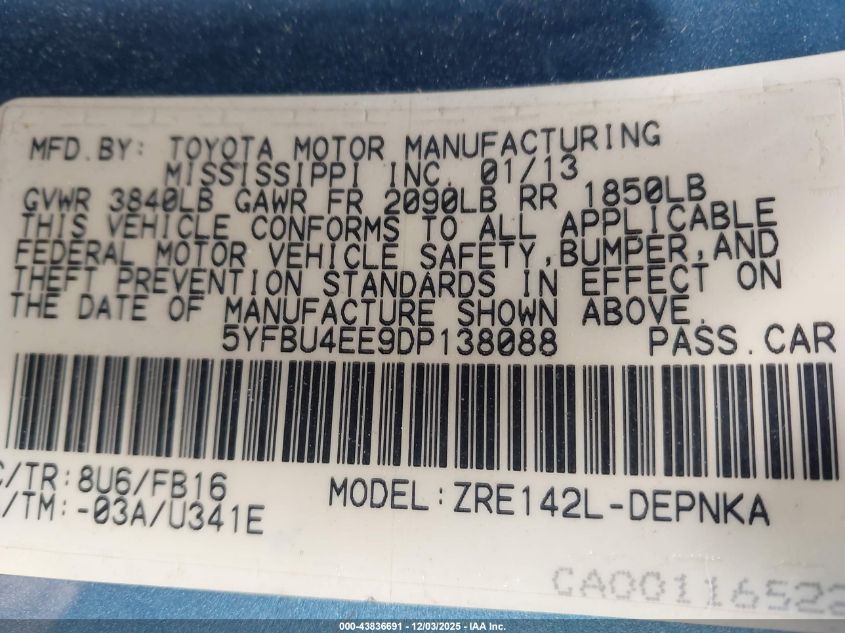 MFD.BY: TOYOTA MOTOR MANUFACTURING
MISSISSIPPI INC. 01/13
GVWR 3840LB GAWR FR 2090LB RR 1850LB
THIS VEHICLE CONFORMS TO ALL APPLICABLE
FEDERAL MOTOR VEHICLE SAFETY,BUMPER,AND
THEFT PREVENTION STANDARDS IN EFFECT ON
THE DATE OF MANUFACTURE SHOWN ABOVE.
5YFBU4EE9DP138088 PASS.CAR
C/TR:8U6/FB16
/TM:-03A/U341E
MODEL:ZRE142L-DEPNKA
CA00116522
000-43836691 - 12/03/2025 - IAA Inc.